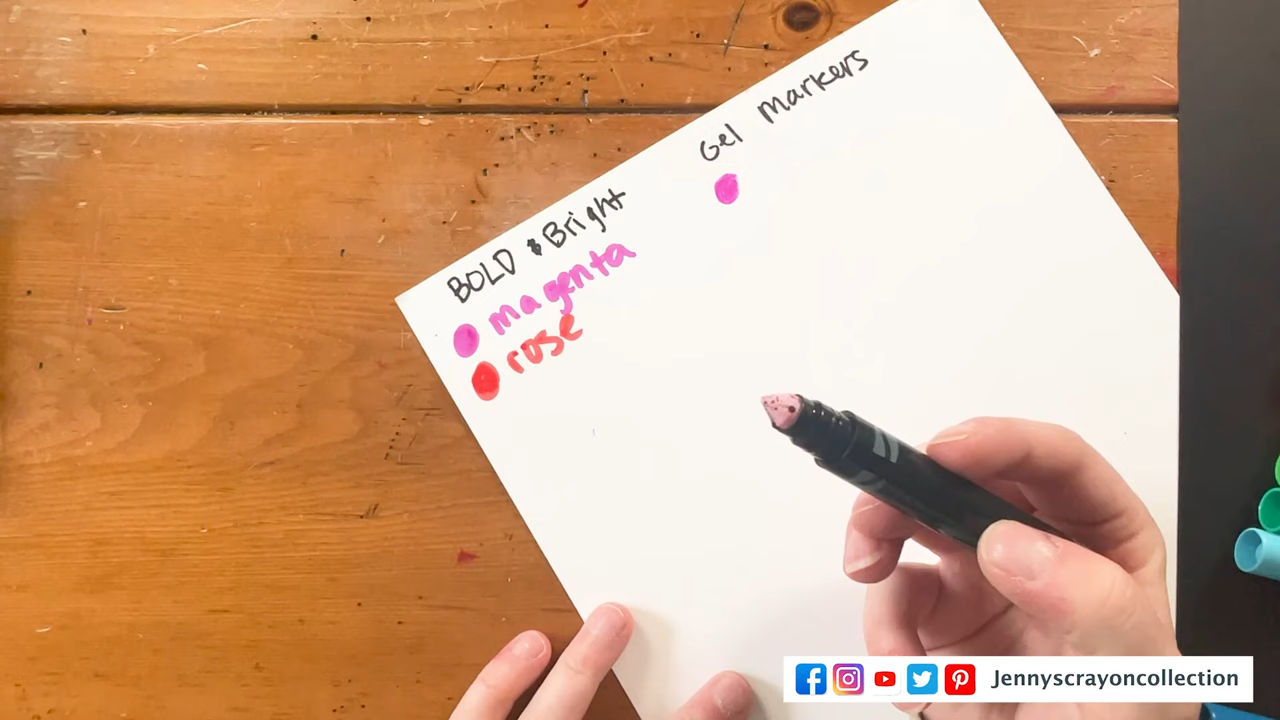 Gel Markers
BOLD & Bright
magenta
rose
Jennyscrayoncollection